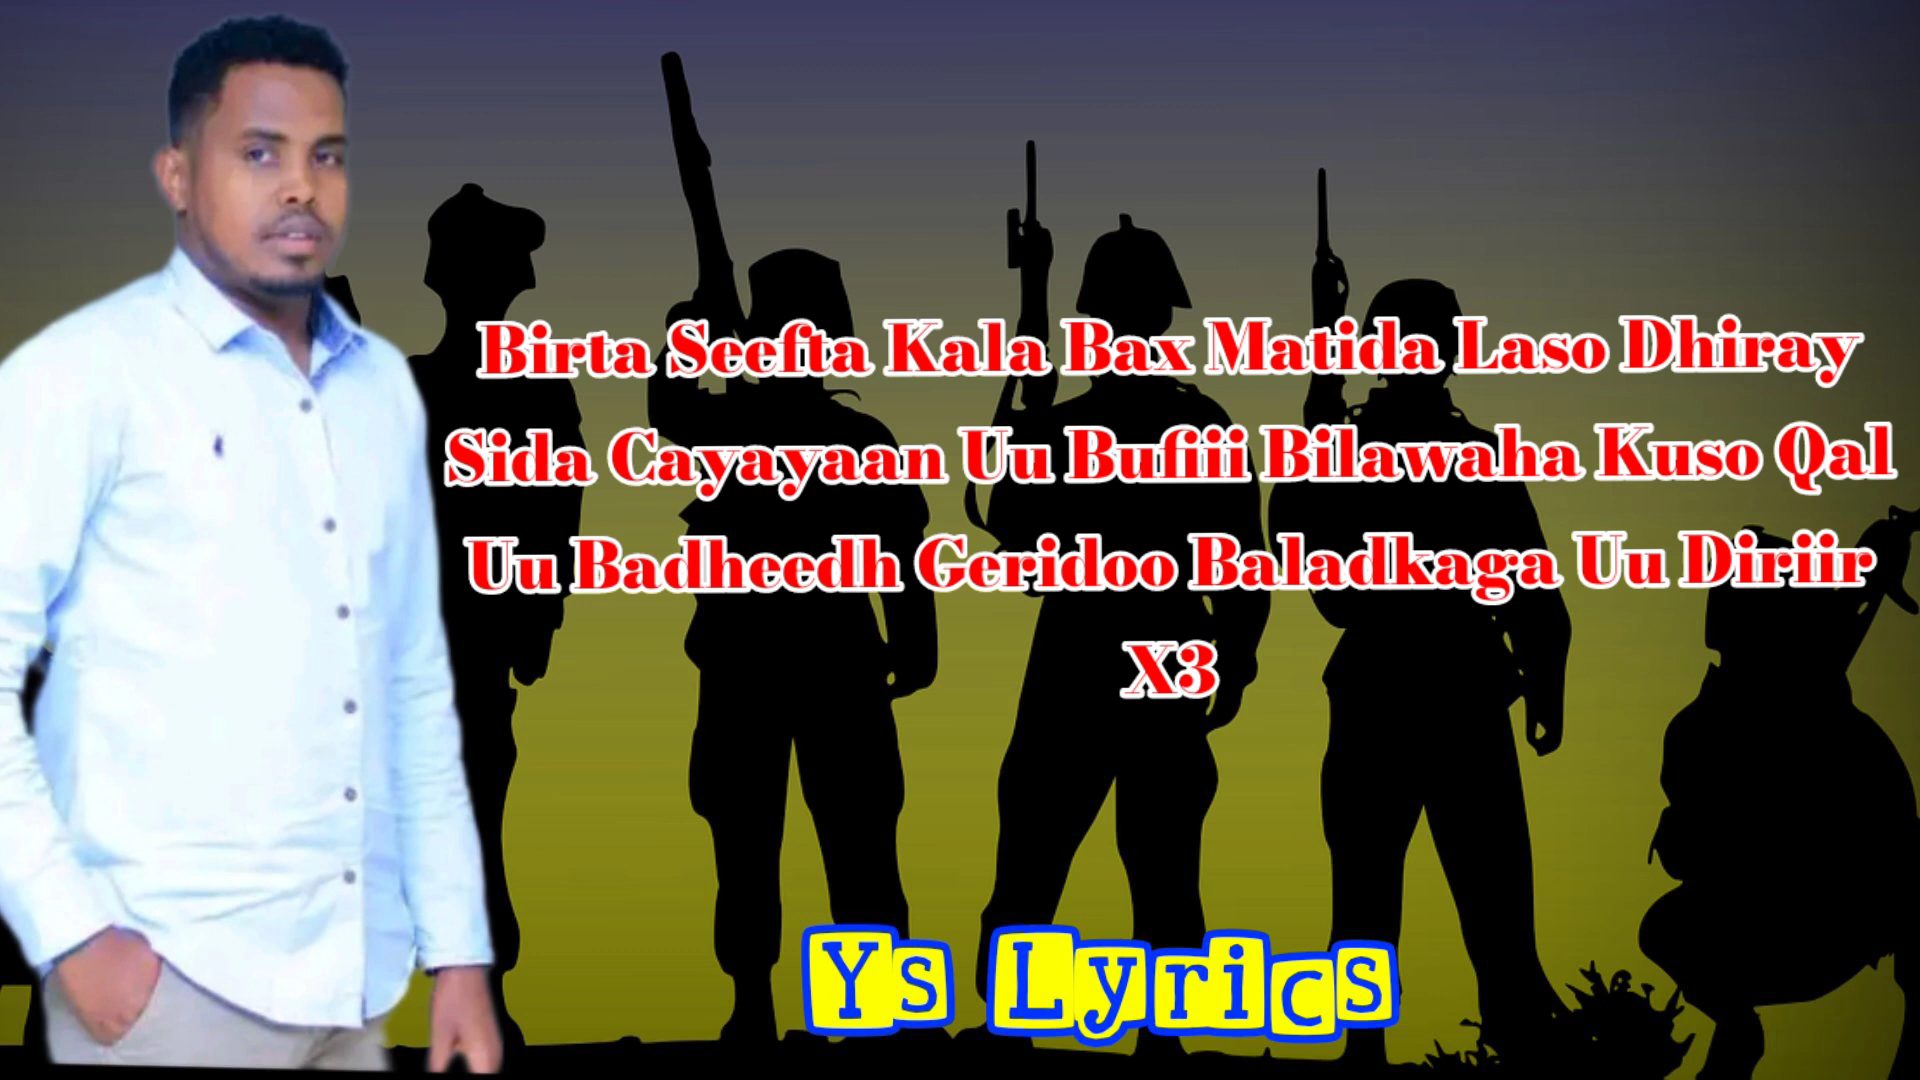 Birta Seefta Kala Bax Matida Laso Dhiray
Sida Cayayaan Uu Bufiii Bilawaha Kuso Qal
Uu Badheedh Geridoo Baladkaga Uu Diriir
X3
Ys Lyrics